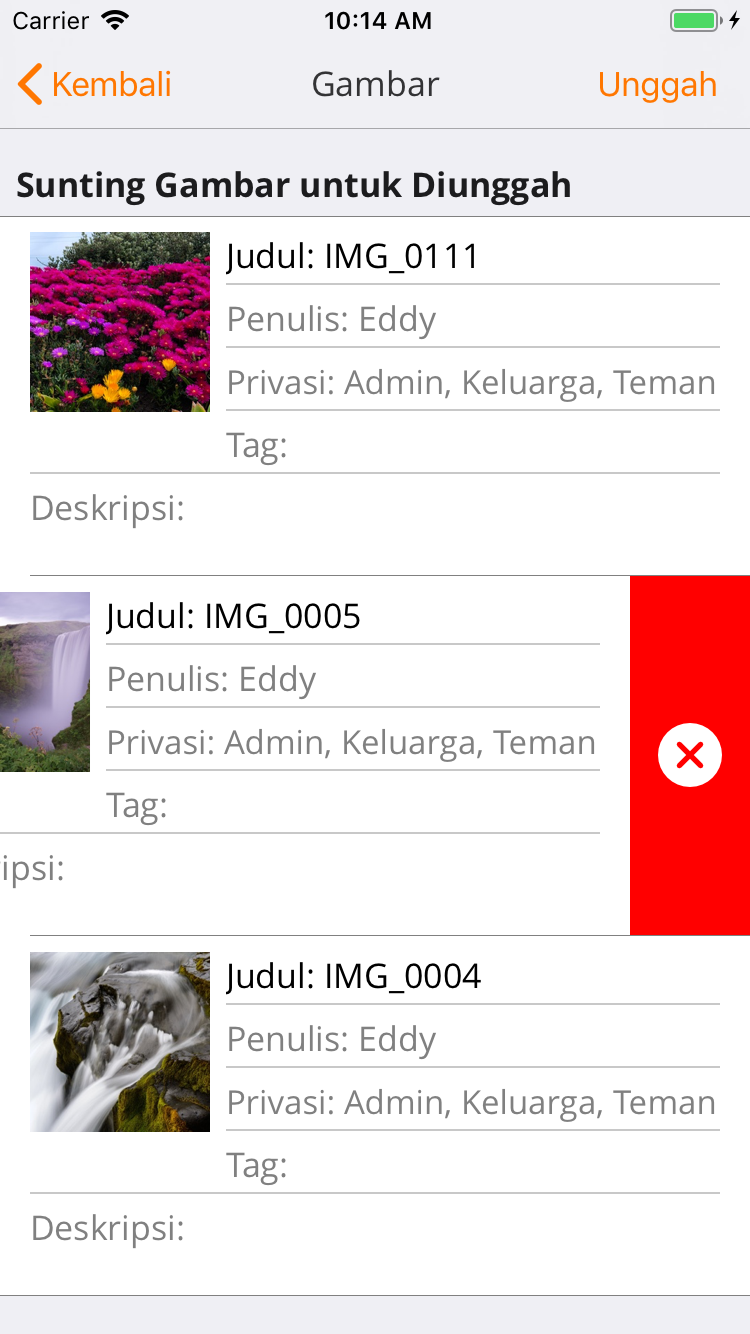 Carrier 10:14 AM
Kembali Gambar Unggah
Sunting Gambar untuk Diunggah
Judul: IMG_0111
Penulis: Eddy
Privasi: Admin, Keluarga, Teman
Tag:
Deskripsi:
Judul: IMG_0005
Penulis: Eddy
Privasi: Admin, Keluarga, Teman
Tag:
ripsi:
Judul: IMG_0004
Penulis: Eddy
Privasi: Admin, Keluarga, Teman
Tag:
Deskripsi: